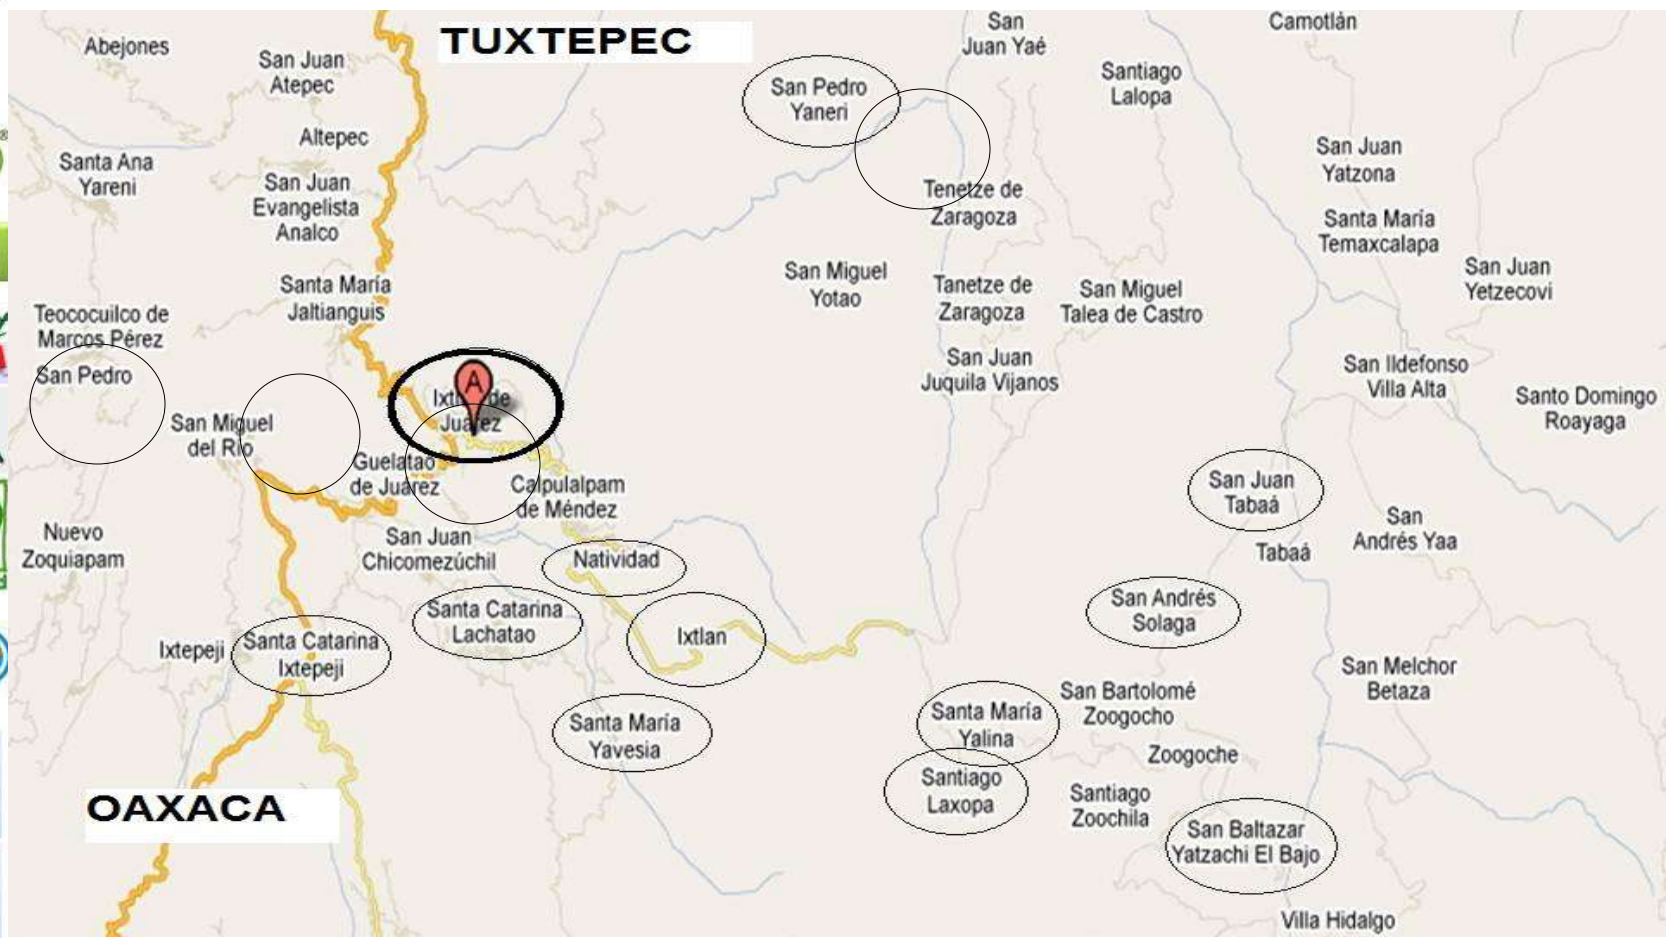 TUXTEPEC
San
Juan Yaé
Camotlán
Abejones
San Juan
Atepec
San Pedro
Yaneri
Santiago
Lalopa
Altepec
Santa Ana
Yareni
San Juan
Yatzona
San Juan
Evangelista
Analco
Tenetze de
Zaragoza
Santa María
Temaxcalapa
San Miguel
Yotao
Tanetze de
Zaragoza
San Miguel
Talea de Castro
San Juan
Yetzecovi
Santa María
Jaltianguis
Teococuilco de
Marcos Pérez
San Pedro
San Juan
Juquila Vijanos
San Ildefonso
Villa Alta
Santo Domingo
Roayaga
A
de
Juárez
San Miguel
del Río
Guelatao
de Juárez
Calpulalpam
de Méndez
San Juan
Tabaá
Nuevo
Zoquiapam
San Juan
Chicomezúchil
Natividad
San
Andrés Yaa
Tabaá
Santa Catarina
Lachatao
San Andrés
Solaga
Ixtepeji
Santa Catarina
Ixtepeji
Ixtlan
San Melchor
Betaza
Santa María
Yavesia
Santa María
Yalina
San Bartolomé
Zoogocho
Zoogoche
Santiago
Laxopa
Santiago
Zoochila
OAXACA
San Baltazar
Yatzachi El Bajo
Villa Hidalgo